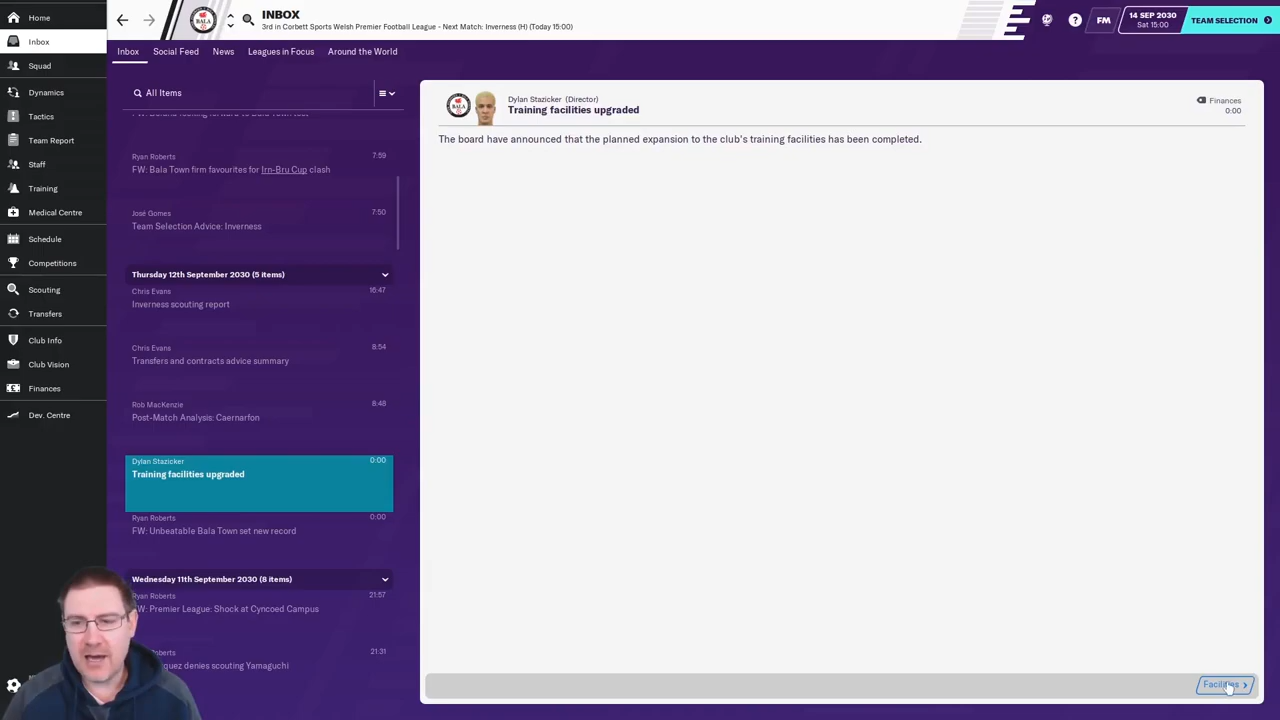 INBOX
3rd in Corbett Sports Welsh Premier Football League - Next Match: Inverness (H) (Today 15:00)
FM
14 SEP 2030
Sat 15:00
TEAM SELECTION
Home
Inbox
Squad
Dynamics
Tactics
Team Report
Staff
Training
Medical Centre
Schedule
Competitions
Scouting
Transfers
Club Info
Club Vision
Finances
Dev. Centre
Inbox
Social Feed
News
Leagues in Focus
Around the World
All Items
Ryan Roberts
7:59
FW: Bala Town firm favourites for Irn-Bru Cup clash
José Gomes
7:50
Team Selection Advice: Inverness
Thursday 12th September 2030 (5 items)
Chris Evans
16:47
Inverness scouting report
Chris Evans
8:54
Transfers and contracts advice summary
Rob MacKenzie
8:48
Post-Match Analysis: Caernarfon
Dylan Stazicker
0:00
Training facilities upgraded
Ryan Roberts
0:00
FW: Unbeatable Bala Town set new record
Wednesday 11th September 2030 (8 items)
Ryan Roberts
21:57
FW: Premier League: Shock at Cyncoed Campus
21:31
denies scouting Yamaguchi
BALA
Dylan Stazicker (Director)
Training facilities upgraded
Finances
0:00
The board have announced that the planned expansion to the club's training facilities has been completed.
Facilities